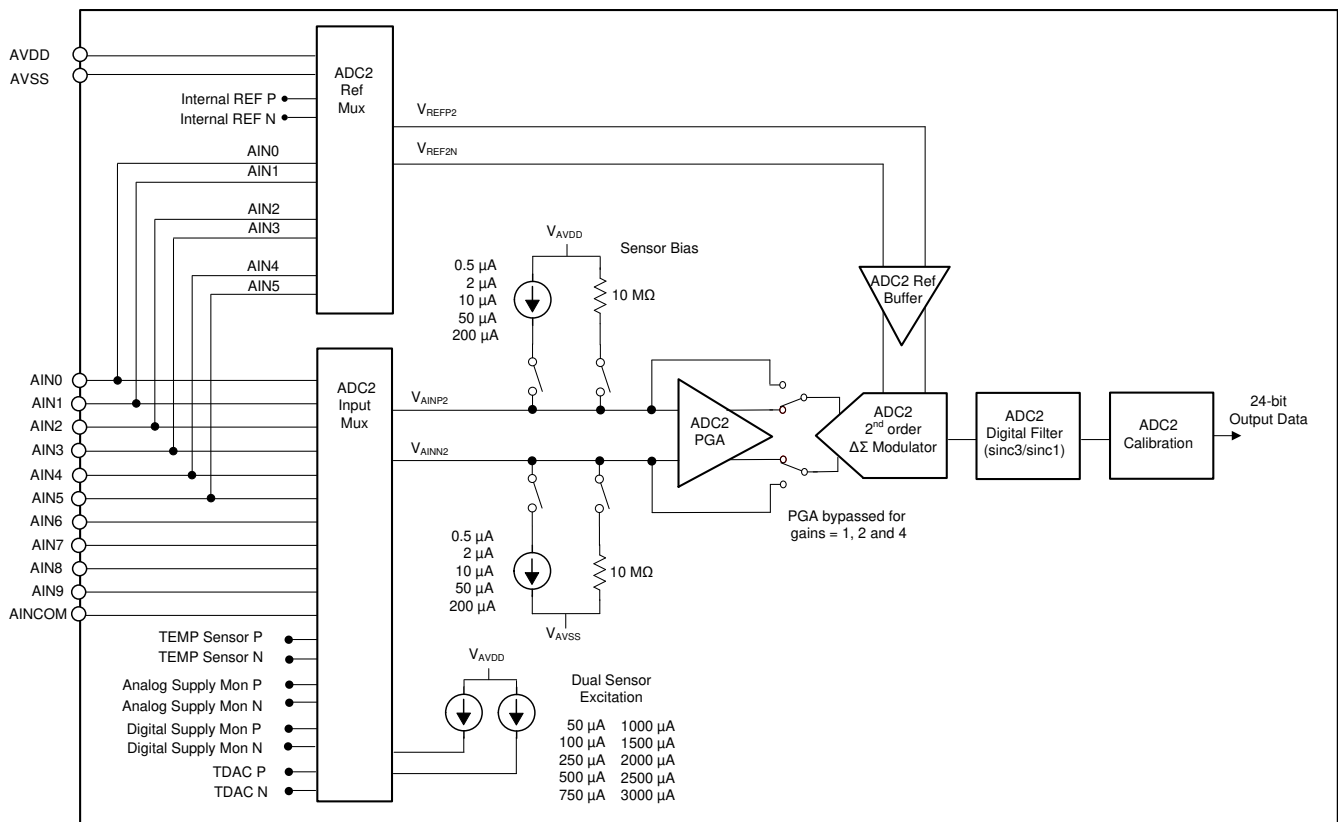 AVDD
AVSS
Internal REF P
Internal REF N
AIN0
AIN1
AIN2
AIN3
AIN4
AIN5
ADC2
Ref
Mux
VREFP2
VREF2N
VAVDD
Sensor Bias
0.5 µA
2 µA
10 µA
50 µA
200 µA
10 MΩ
ADC2 Ref
Buffer
AIN0
AIN1
AIN2
AIN3
AIN4
AIN5
AIN6
AIN7
AIN8
AIN9
AINCOM
ADC2
Input
Mux
VAINP2
VAINN2
ADC2
PGA
ADC2
2nd order
ΔΣ Modulator
ADC2
Digital Filter
(sinc3/sinc1)
ADC2
Calibration
24-bit
Output Data
PGA bypassed for
gains = 1, 2 and 4
0.5 µA
2 µA
10 µA
50 µA
200 µA
10 MΩ
VAVSS
TEMP Sensor P
TEMP Sensor N
Analog Supply Mon P
Analog Supply Mon N
Digital Supply Mon P
Digital Supply Mon N
TDAC P
TDAC N
VAVDD
Dual Sensor
Excitation
50 µA 1000 µA
100 µA 1500 µA
250 µA 2000 µA
500 µA 2500 µA
750 µA 3000 µA